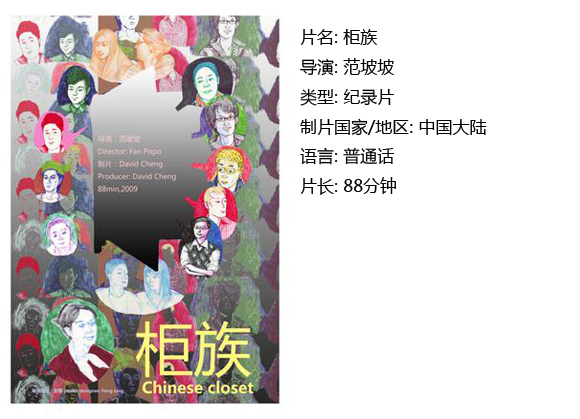 导演：范坡坡
Director: Fan Popo
制片：David Cheng
Producer: David Cheng
88min,2009
柜族
Chinese closet
片名: 柜族
导演: 范坡坡
类型: 纪录片
制片国家/地区: 中国大陆
语言: 普通话
片长: 88分钟